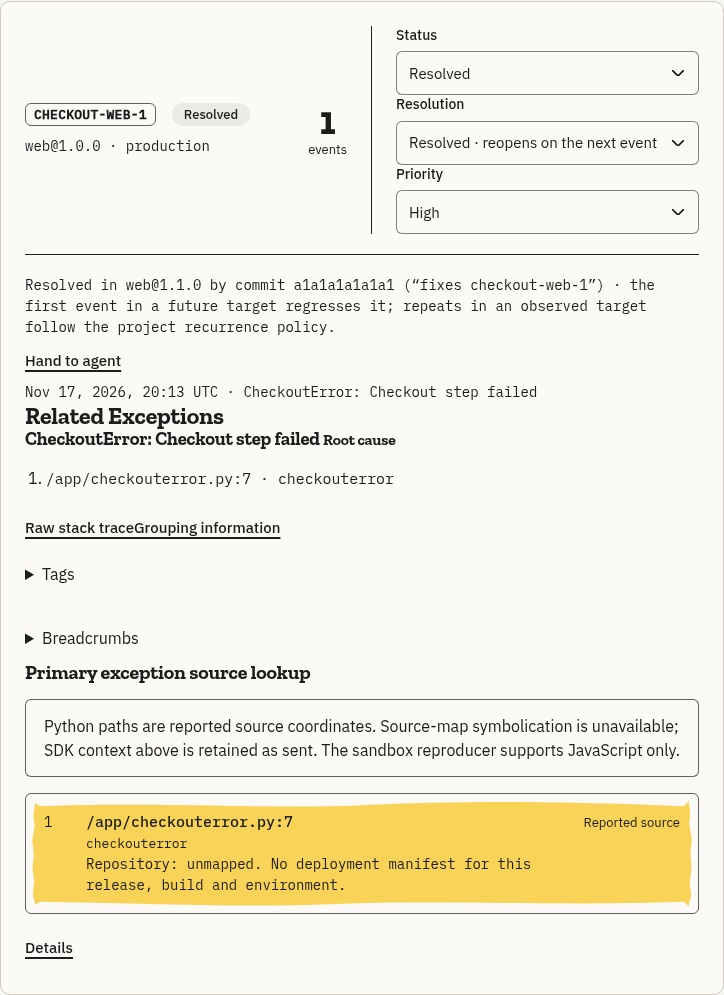 CHECKOUT-WEB-1
Resolved
web@1.0.0 · production
1
events
Status
Resolved
Resolution
Resolved · reopens on the next event
Priority
High
Resolved in web@1.1.0 by commit a1a1a1a1a1a1 (“fixes checkout-web-1”) · the
first event in a future target regresses it; repeats in an observed target
follow the project recurrence policy.
Hand to agent
Nov 17, 2026, 20:13 UTC · CheckoutError: Checkout step failed
Related Exceptions
CheckoutError: Checkout step failed Root cause
1. /app/checkouterror.py:7 · checkouterror
Raw stack traceGrouping information
Tags
Breadcrumbs
Primary exception source lookup
Python paths are reported source coordinates. Source-map symbolication is unavailable;
SDK context above is retained as sent. The sandbox reproducer supports JavaScript only.
1 /app/checkouterror.py:7 Reported source
checkouterror
Repository: unmapped. No deployment manifest for this
release, build and environment.
Details